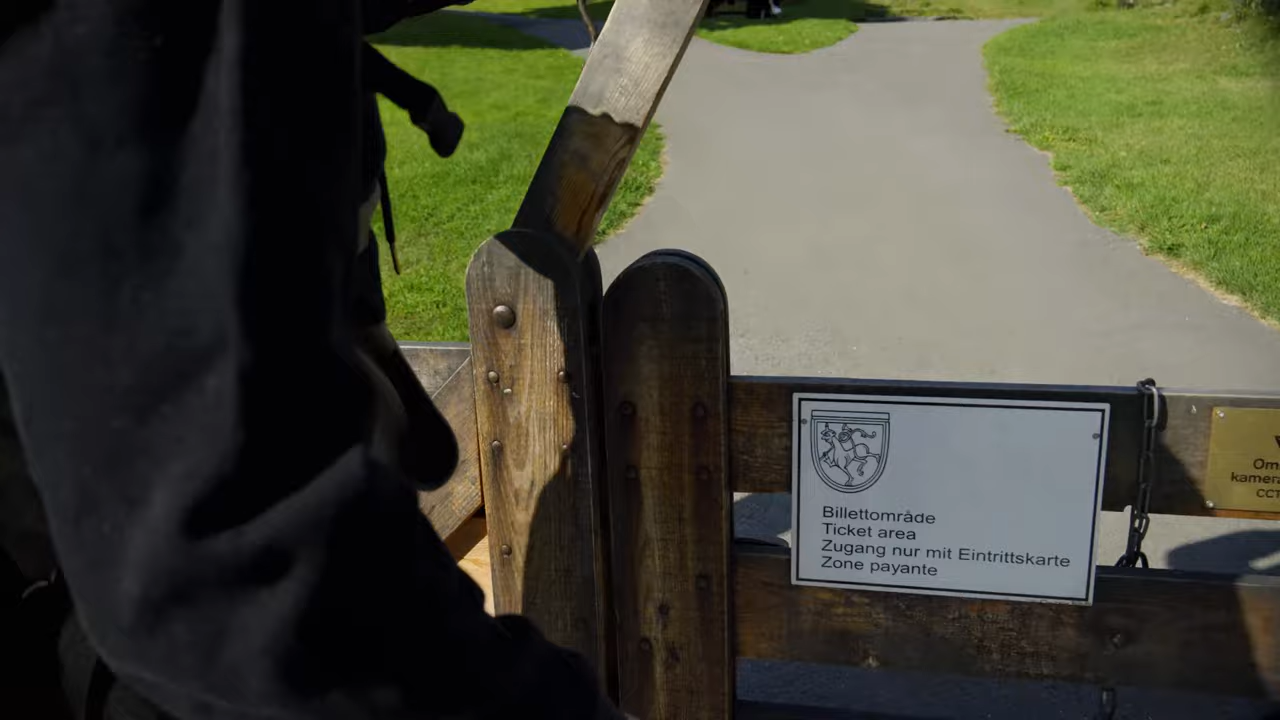 Billettområde
Ticket area
Zugang nur mit Eintrittskarte
Zone payante